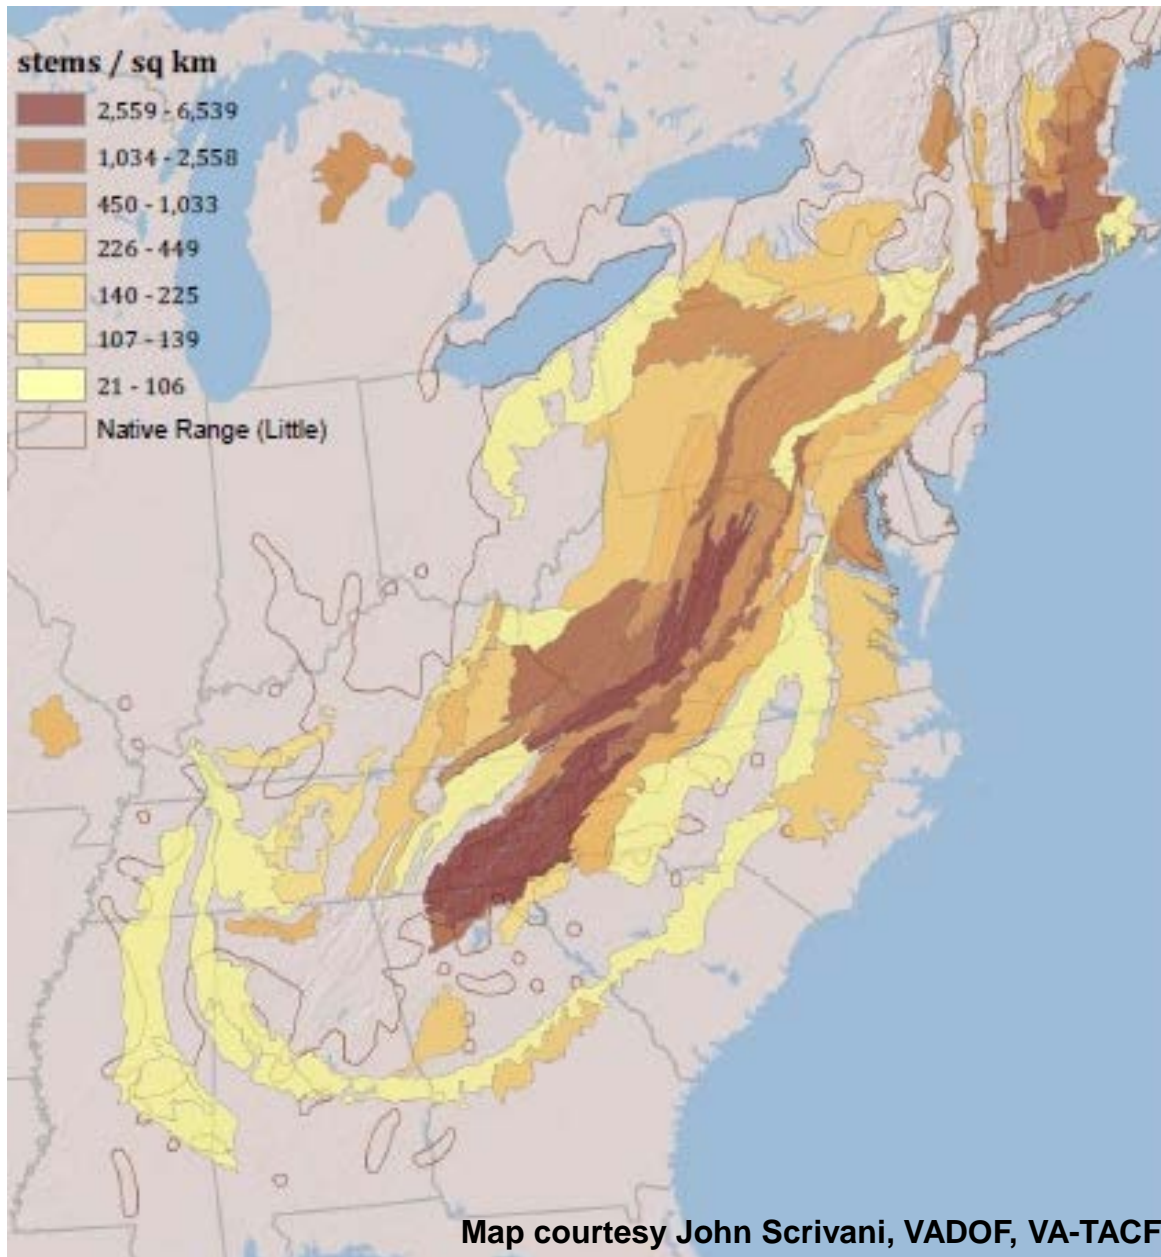 stems / sq km
2,559 - 6,539
1,034 - 2,558
450 - 1,033
226 - 449
140 - 225
107 - 139
21 - 106
Native Range (Little)
Map courtesy John Scrivani, VADOF, VA-TACF